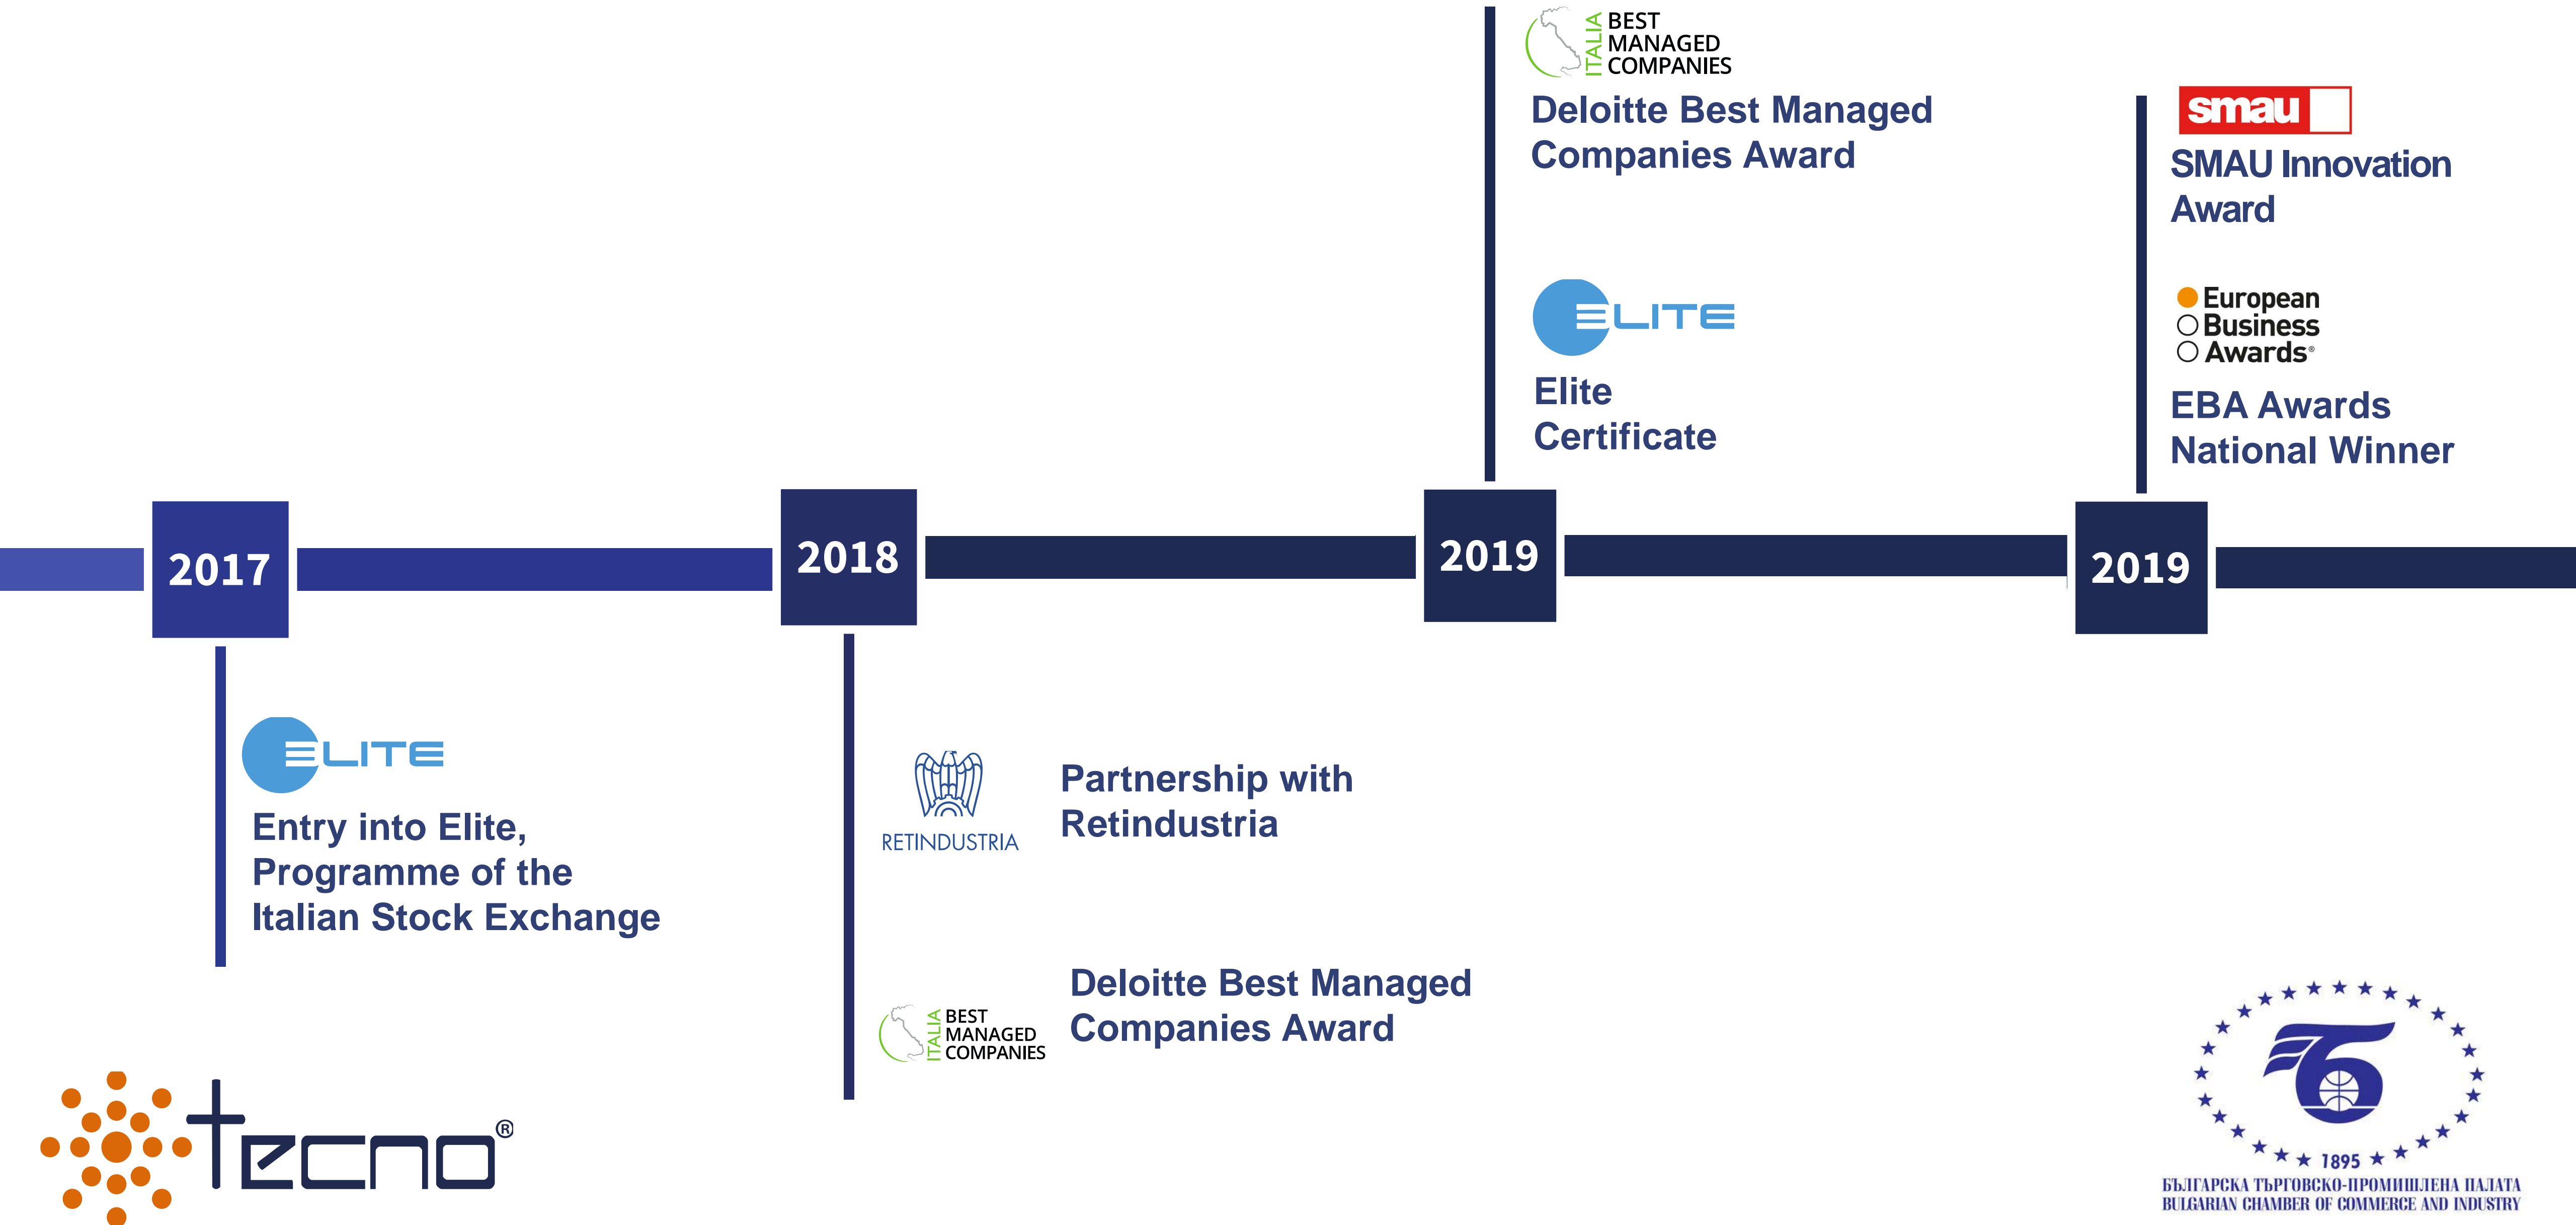 2017
ELITE
Entry into Elite,
Programme of the
Italian Stock Exchange
2018
RETINDUSTRIA
Partnership with
Retindustria
ITALIA
BEST
MANAGED
COMPANIES
Deloitte Best Managed
Companies Award
2019
ITALIA
BEST
MANAGED
COMPANIES
Deloitte Best Managed
Companies Award
ELITE
Elite
Certificate
2019
smau
SMAU Innovation
Award
European
Business
Awards®
EBA Awards
National Winner
tecno®
1895
БЪЛГАРСКА ТЪРГОВСКО-ПРОМИШЛЕНА ПАЛАТА
BULGARIAN CHAMBER OF COMMERCE AND INDUSTRY